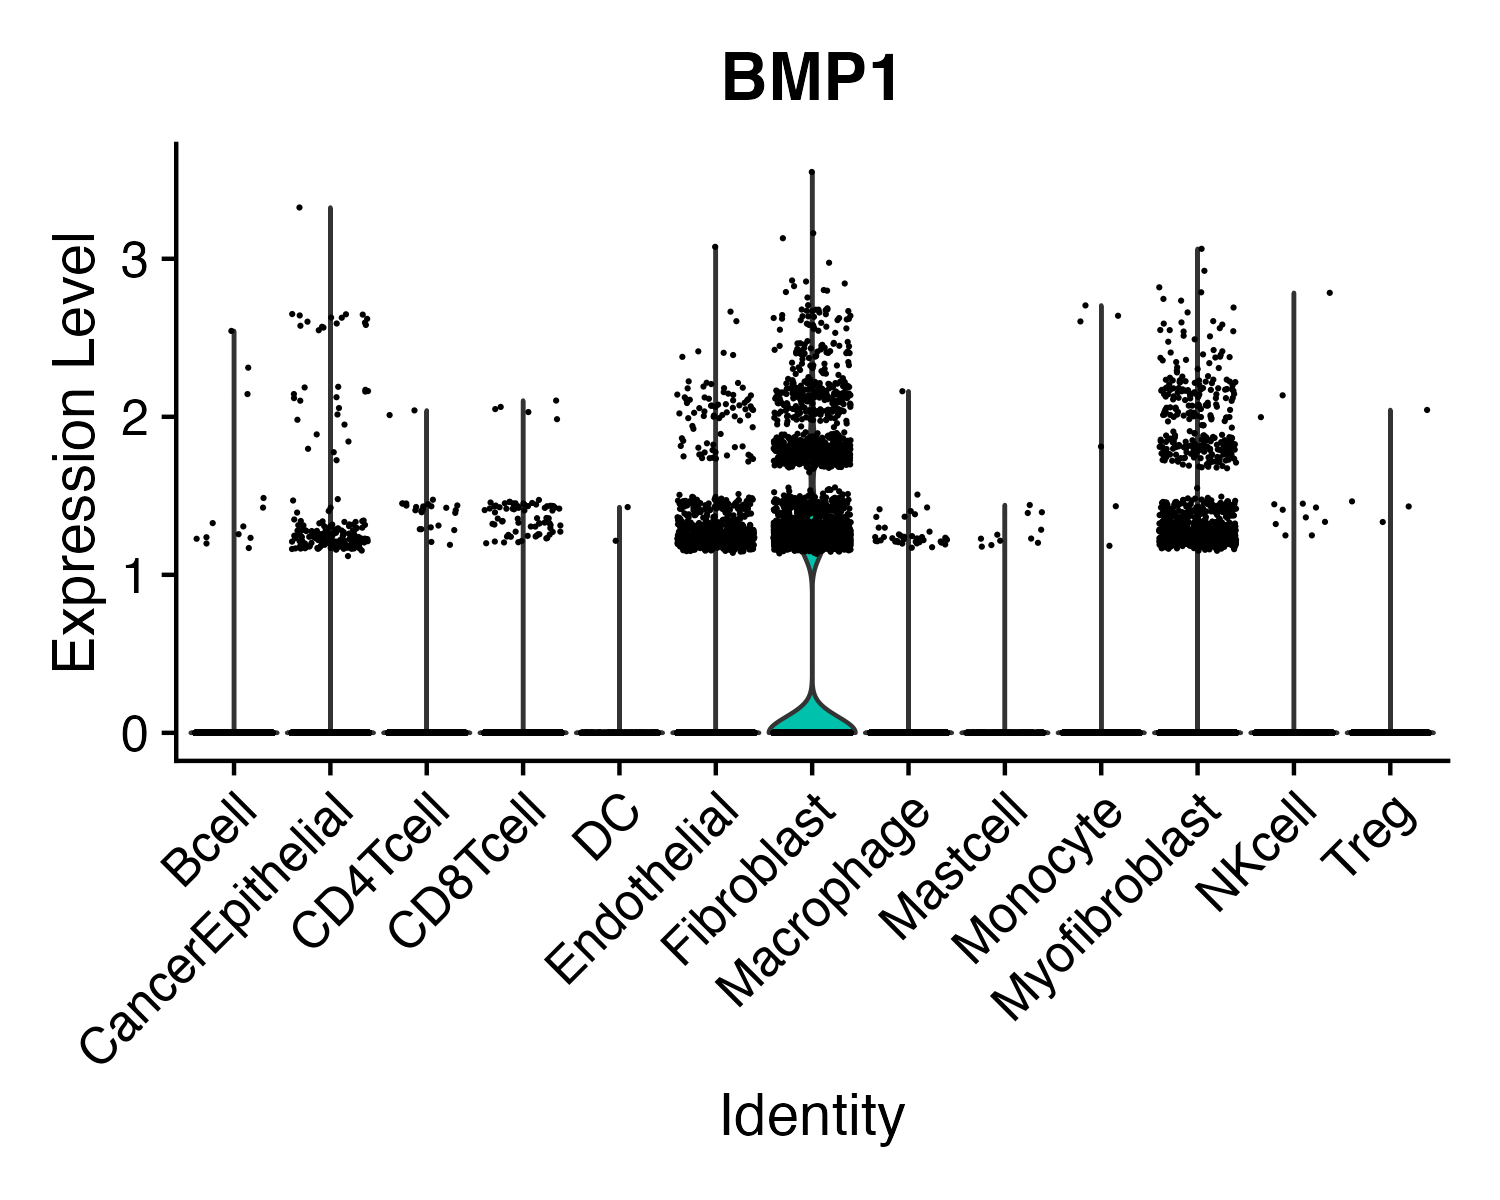 BMP1
Expression Level
3
2
1
0
Bcell
CancerEpithelial
CD4Tcell
CD8Tcell
DC
Endothelial
Fibroblast
Macrophage
Mastcell
Monocyte
Myofibroblast
NKcell
Treg
Identity